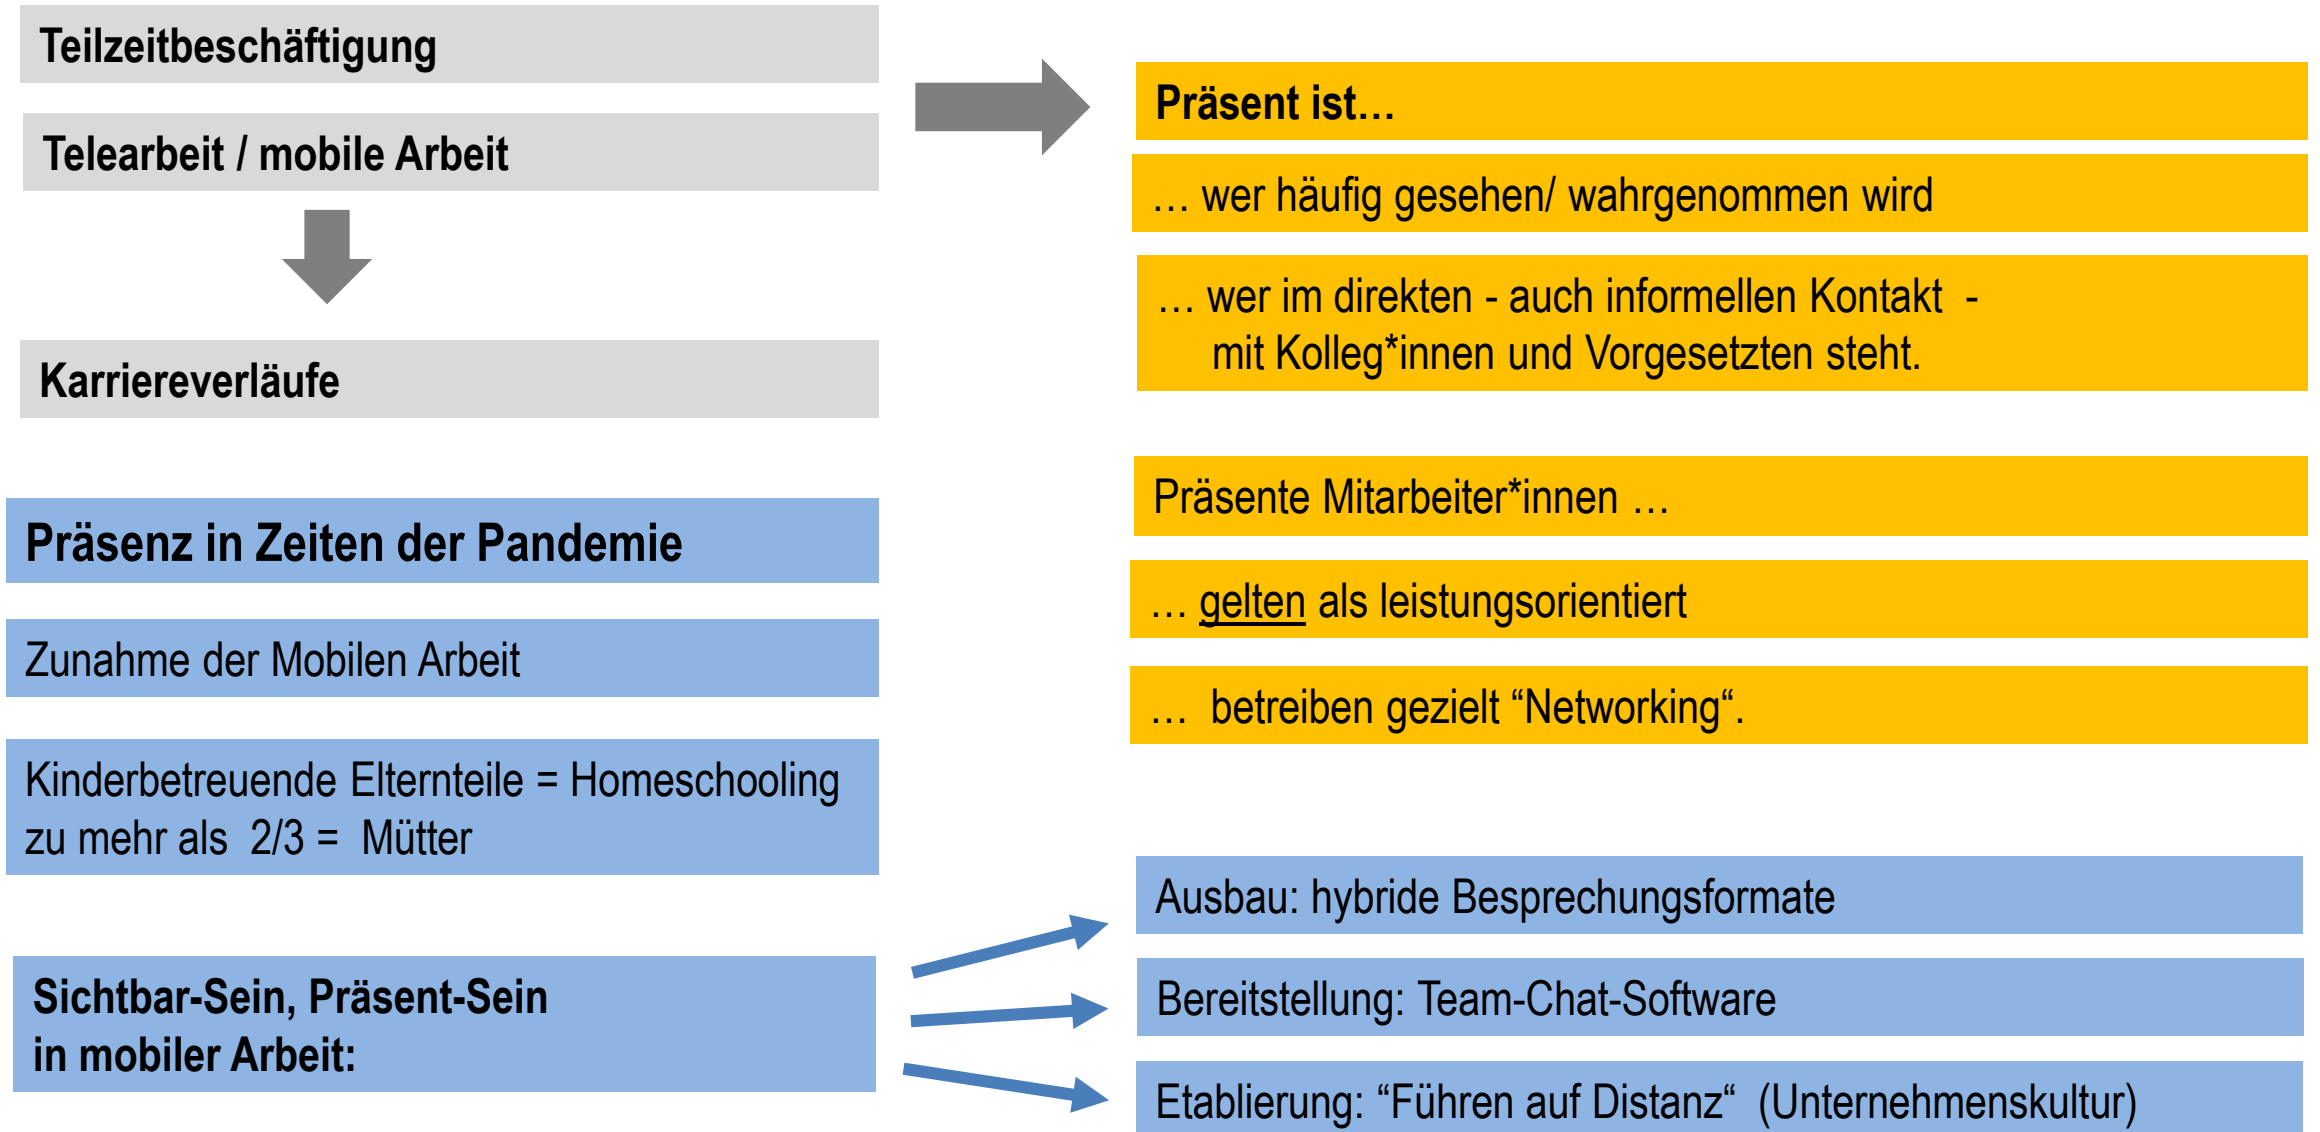 Teilzeitbeschäftigung
Telearbeit / mobile Arbeit
Karriereverläufe
Präsent ist…
… wer häufig gesehen/ wahrgenommen wird
… wer im direkten - auch informellen Kontakt -
mit Kolleg*innen und Vorgesetzten steht.
Präsente Mitarbeiter*innen …
… gelten als leistungsorientiert
… betreiben gezielt “Networking“.
Präsenz in Zeiten der Pandemie
Zunahme der Mobilen Arbeit
Kinderbetreuende Elternteile = Homeschooling
zu mehr als 2/3 = Mütter
Sichtbar-Sein, Präsent-Sein
in mobiler Arbeit:
Ausbau: hybride Besprechungsformate
Bereitstellung: Team-Chat-Software
Etablierung: “Führen auf Distanz“ (Unternehmenskultur)